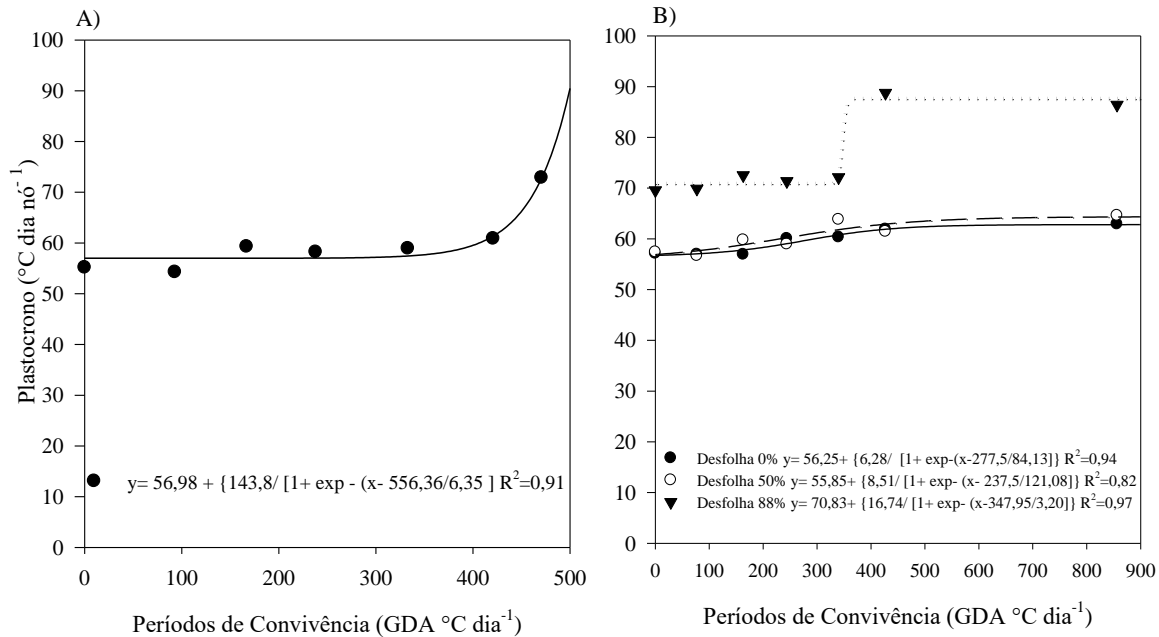 A)
B)
100
90
80
70
60
50
40
30
20
10
0
Plastocrono (°C dia nó⁻¹)
y= 56,98 + {143,8/ [1+ exp - (x- 556,36/6,35 ] R²=0,91
0 100 200 300 400 500
Períodos de Convivência (GDA °C dia⁻¹)
100
90
80
70
60
50
40
30
20
10
0
Desfolha 0% y= 56,25+ {6,28/ [1+ exp-(x-277,5/84,13]} R²=0,94
Desfolha 50% y= 55,85+ {8,51/ [1+ exp- (x- 237,5/121,08]} R²=0,82
Desfolha 88% y= 70,83+ {16,74/ [1+ exp- (x-347,95/3,20]} R²=0,97
0 100 200 300 400 500 600 700 800 900
Períodos de Convivência (GDA °C dia⁻¹)